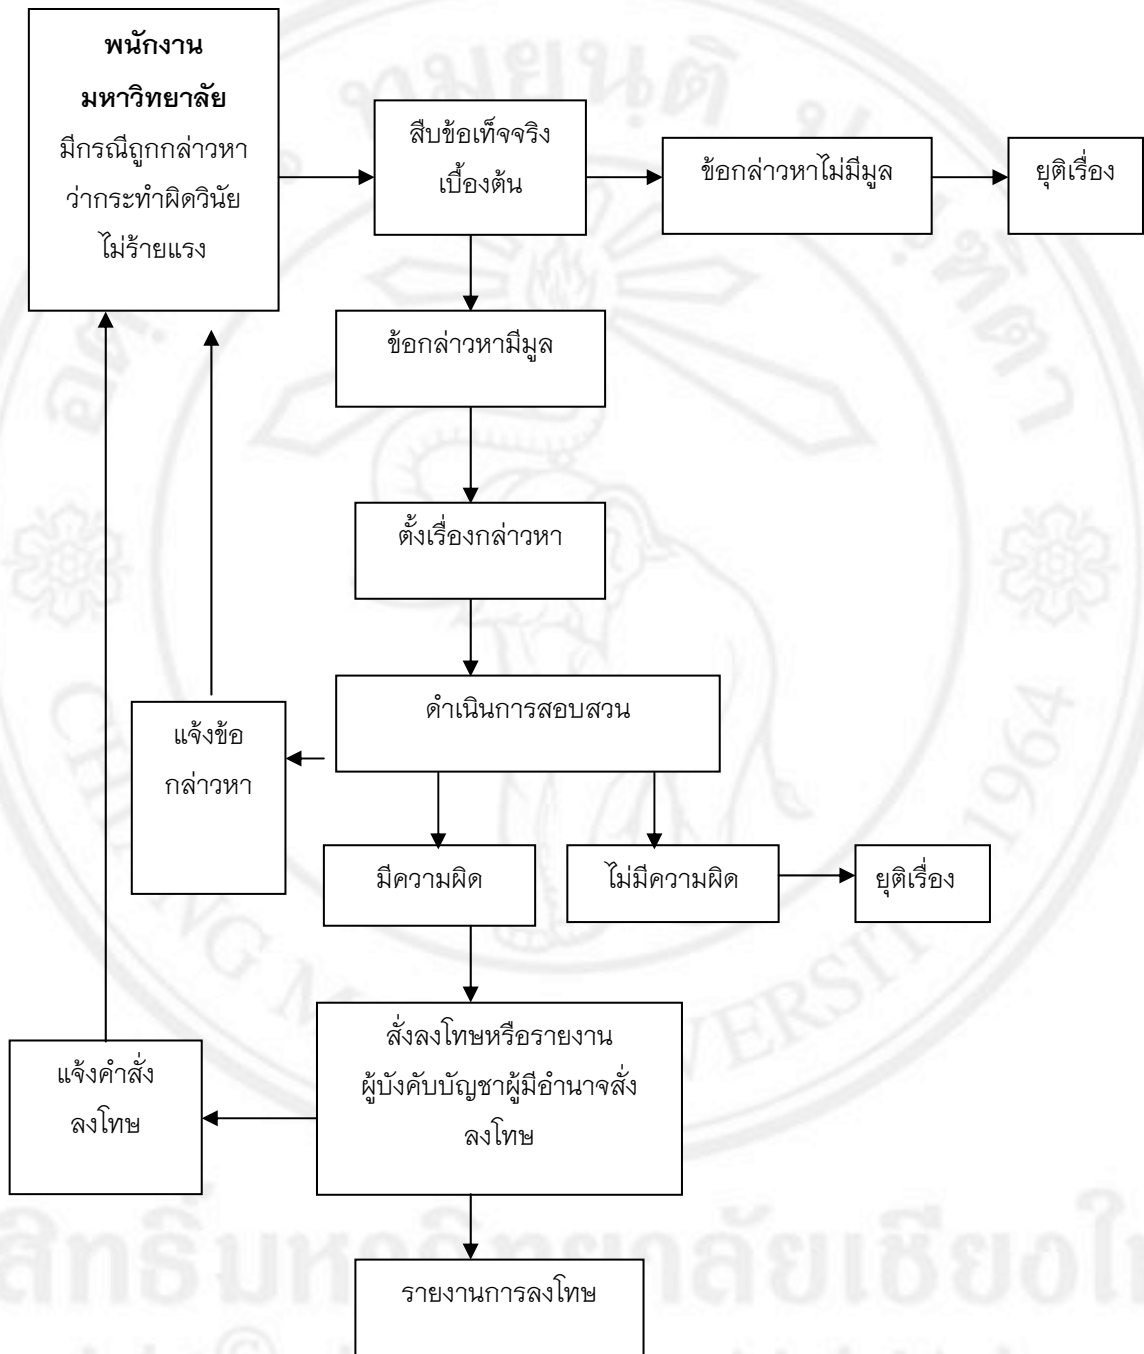 พนักงาน
มหาวิทยาลัย
มีกรณีถูกกล่าวหา
ว่ากระทำผิดวินัย
ไม่ร้ายแรง
สืบข้อเท็จจริง
เบื้องต้น
ข้อกล่าวหาไม่มีมูล
ยุติเรื่อง
ข้อกล่าวหามีมูล
ตั้งเรื่องกล่าวหา
ดำเนินการสอบสวน
แจ้งข้อ
กล่าวหา
มีความผิด
ไม่มีความผิด
ยุติเรื่อง
สั่งลงโทษหรือรายงาน
ผู้บังคับบัญชาผู้มีอำนาจสั่ง
ลงโทษ
แจ้งคำสั่ง
ลงโทษ
รายงานการลงโทษ